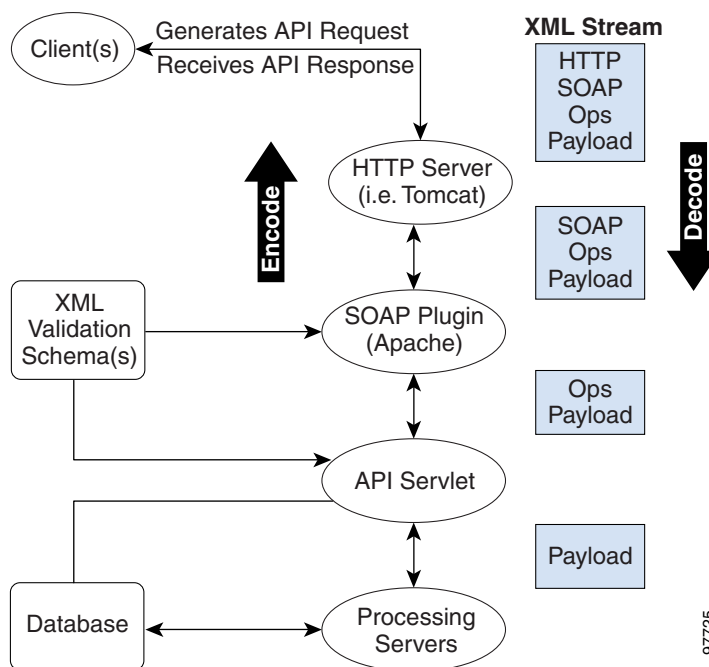 XML Stream
Client(s)
Generates API Request
Receives API Response
HTTP
SOAP
Ops
Payload
HTTP Server
(i.e. Tomcat)
Encode
Decode
SOAP
Ops
Payload
XML
Validation
Schema(s)
SOAP Plugin
(Apache)
Ops
Payload
API Servlet
Payload
Database
Processing
Servers
97725